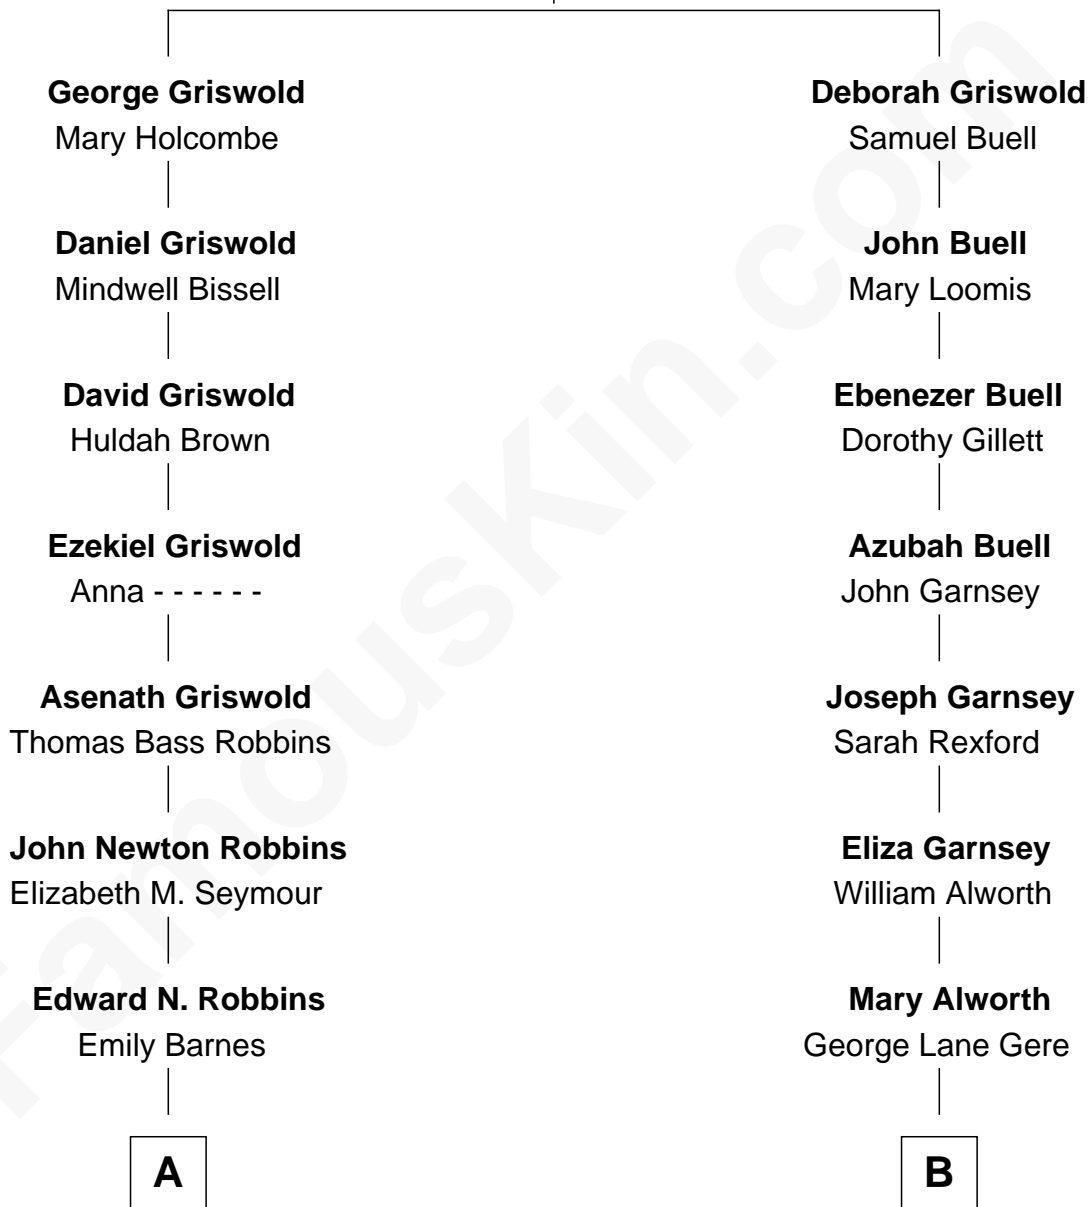 George Griswold
Mary Holcombe
Daniel Griswold
Mindwell Bissell
David Griswold
Huldah Brown
Ezekiel Griswold
Anna - - - - - -
Asenath Griswold
Thomas Bass Robbins
John Newton Robbins
Elizabeth M. Seymour
Edward N. Robbins
Emily Barnes
A
Deborah Griswold
Samuel Buell
John Buell
Mary Loomis
Ebenezer Buell
Dorothy Gillett
Azubah Buell
John Garnsey
Joseph Garnsey
Sarah Rexford
Eliza Garnsey
William Alworth
Mary Alworth
George Lane Gere
B
FamousKin.com